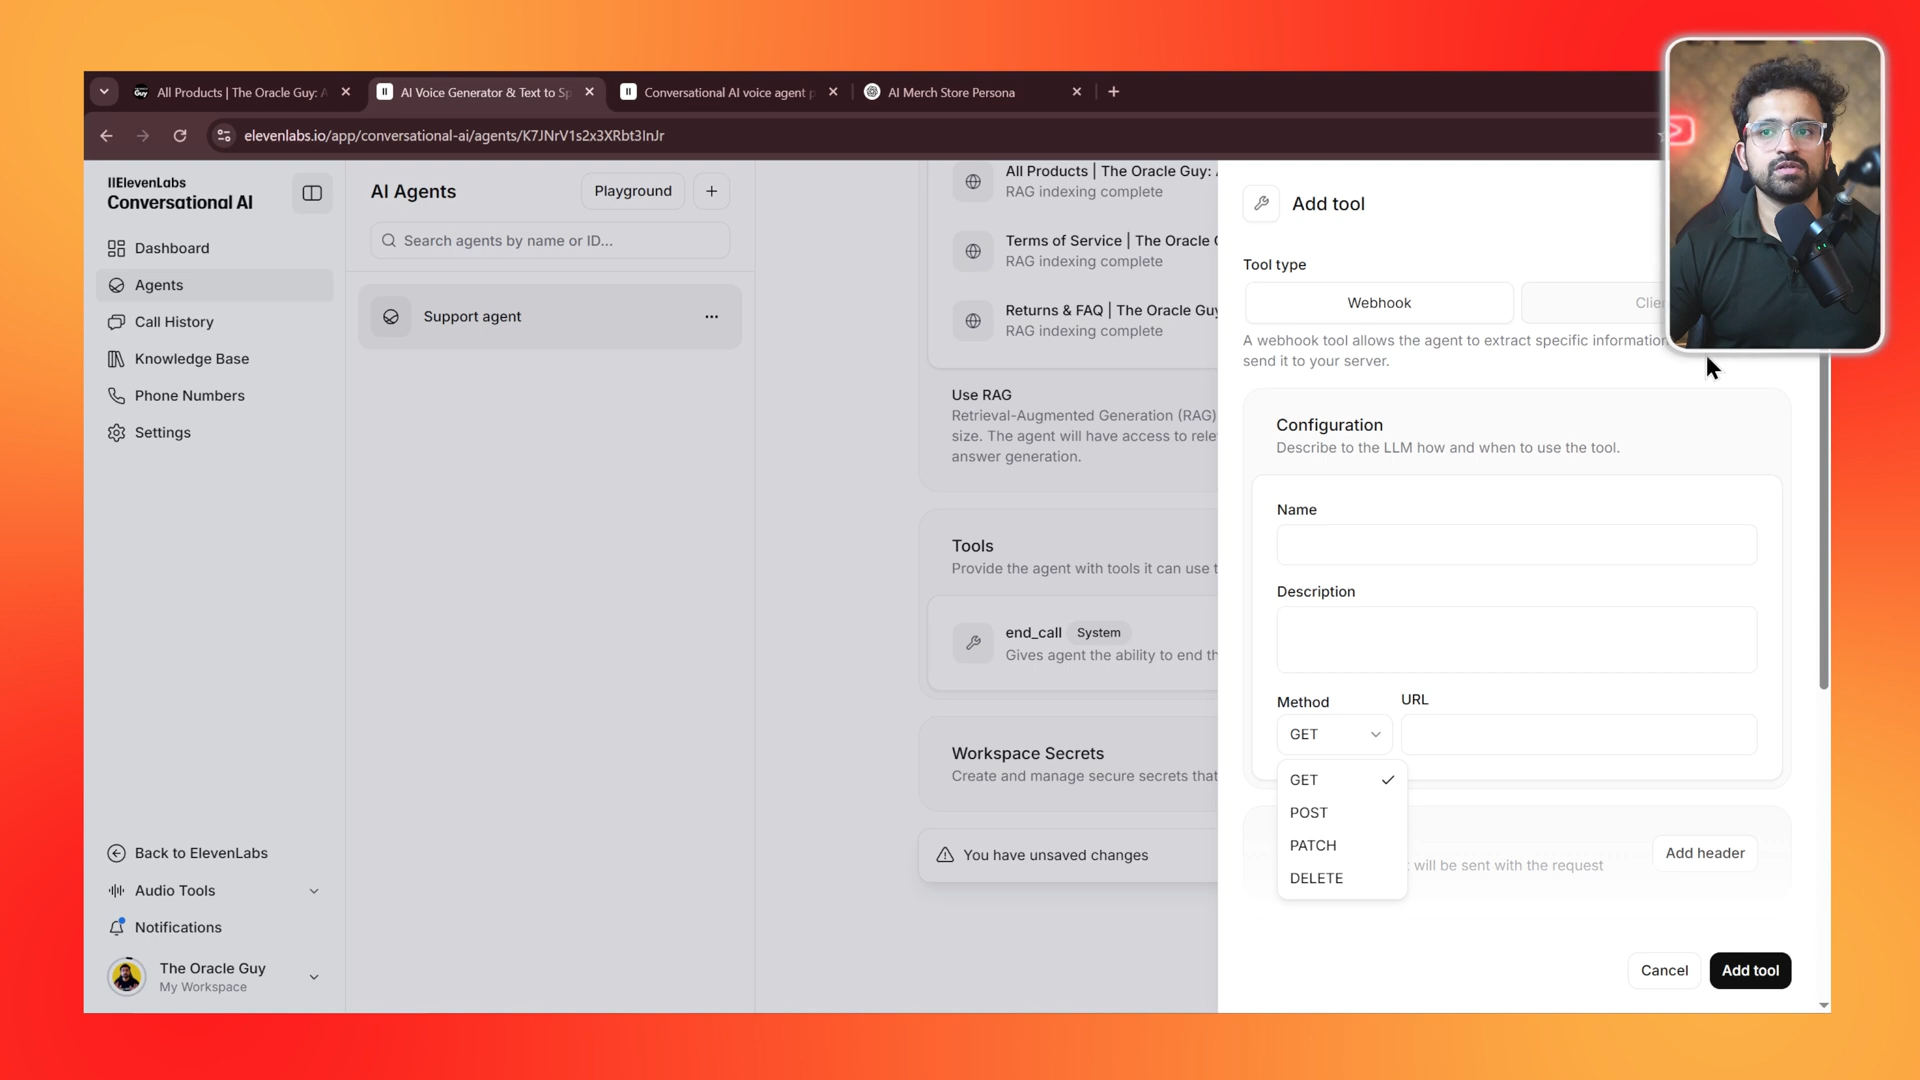 Guy All Products | The Oracle Guy: A
AI Voice Generator & Text to Sp
Conversational AI voice agent p
AI Merch Store Persona
elevenlabs.io/app/conversational-ai/agents/K7JNrV1s2x3XRbt3InJr
IIElevenLabs
Conversational AI
Dashboard
Agents
Call History
Knowledge Base
Phone Numbers
Settings
Back to ElevenLabs
Audio Tools
Notifications
The Oracle Guy
My Workspace
AI Agents
Playground
Search agents by name or ID...
Support agent
All Products | The Oracle Guy:
RAG indexing complete
Terms of Service | The Oracle
RAG indexing complete
Returns & FAQ | The Oracle Guy
RAG indexing complete
Use RAG
Retrieval-Augmented Generation (RAG)
size. The agent will have access to rele
answer generation.
Tools
Provide the agent with tools it can use t
end_call System
Gives agent the ability to end th
Workspace Secrets
Create and manage secure secrets that
You have unsaved changes
Add tool
Tool type
Webhook
Clien
A webhook tool allows the agent to extract specific information
send it to your server.
Configuration
Describe to the LLM how and when to use the tool.
Name
Description
Method URL
GET
GET
POST
PATCH
DELETE
will be sent with the request
Add header
Cancel
Add tool